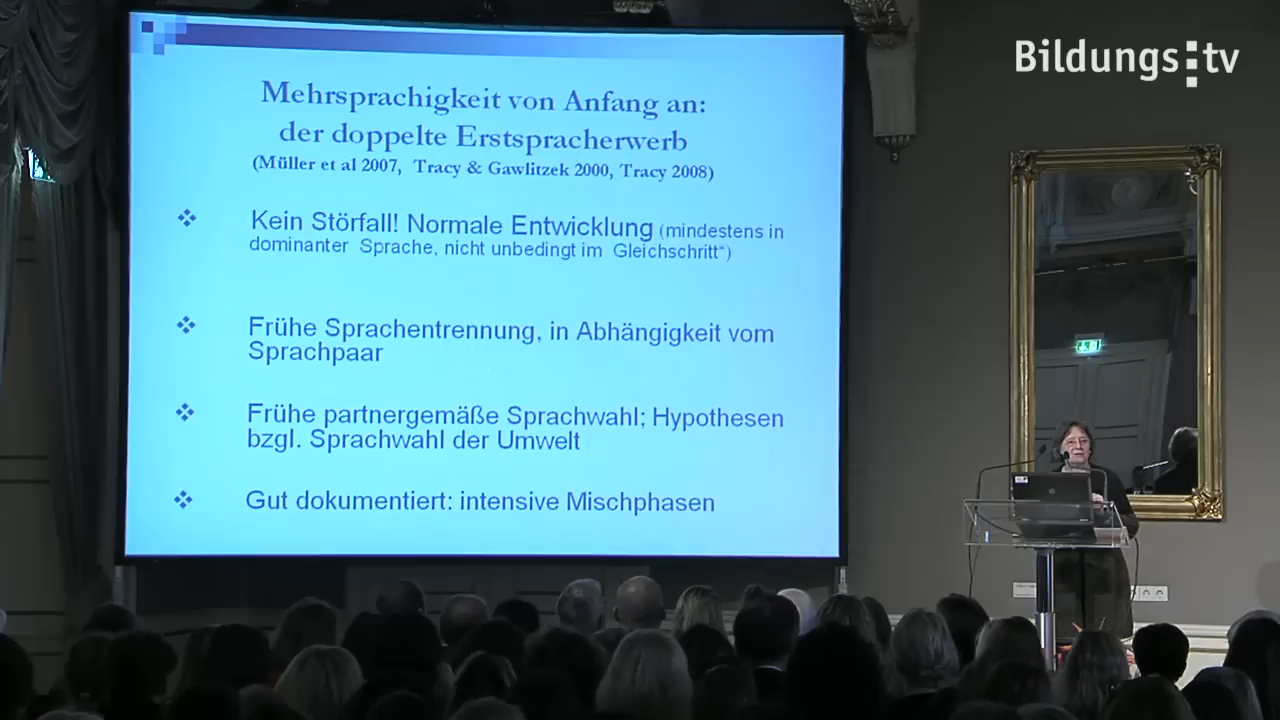 Bildungs:tv
Mehrsprachigkeit von Anfang an:
der doppelte Erstspracherwerb
(Müller et al 2007, Tracy & Gawlitzek 2000, Tracy 2008)
Kein Störfall! Normale Entwicklung (mindestens in
dominanter Sprache, nicht unbedingt im Gleichschritt“)
Frühe Sprachentrennung, in Abhängigkeit vom
Sprachpaar
Frühe partnergemäße Sprachwahl; Hypothesen
bzgl. Sprachwahl der Umwelt
Gut dokumentiert: intensive Mischphasen